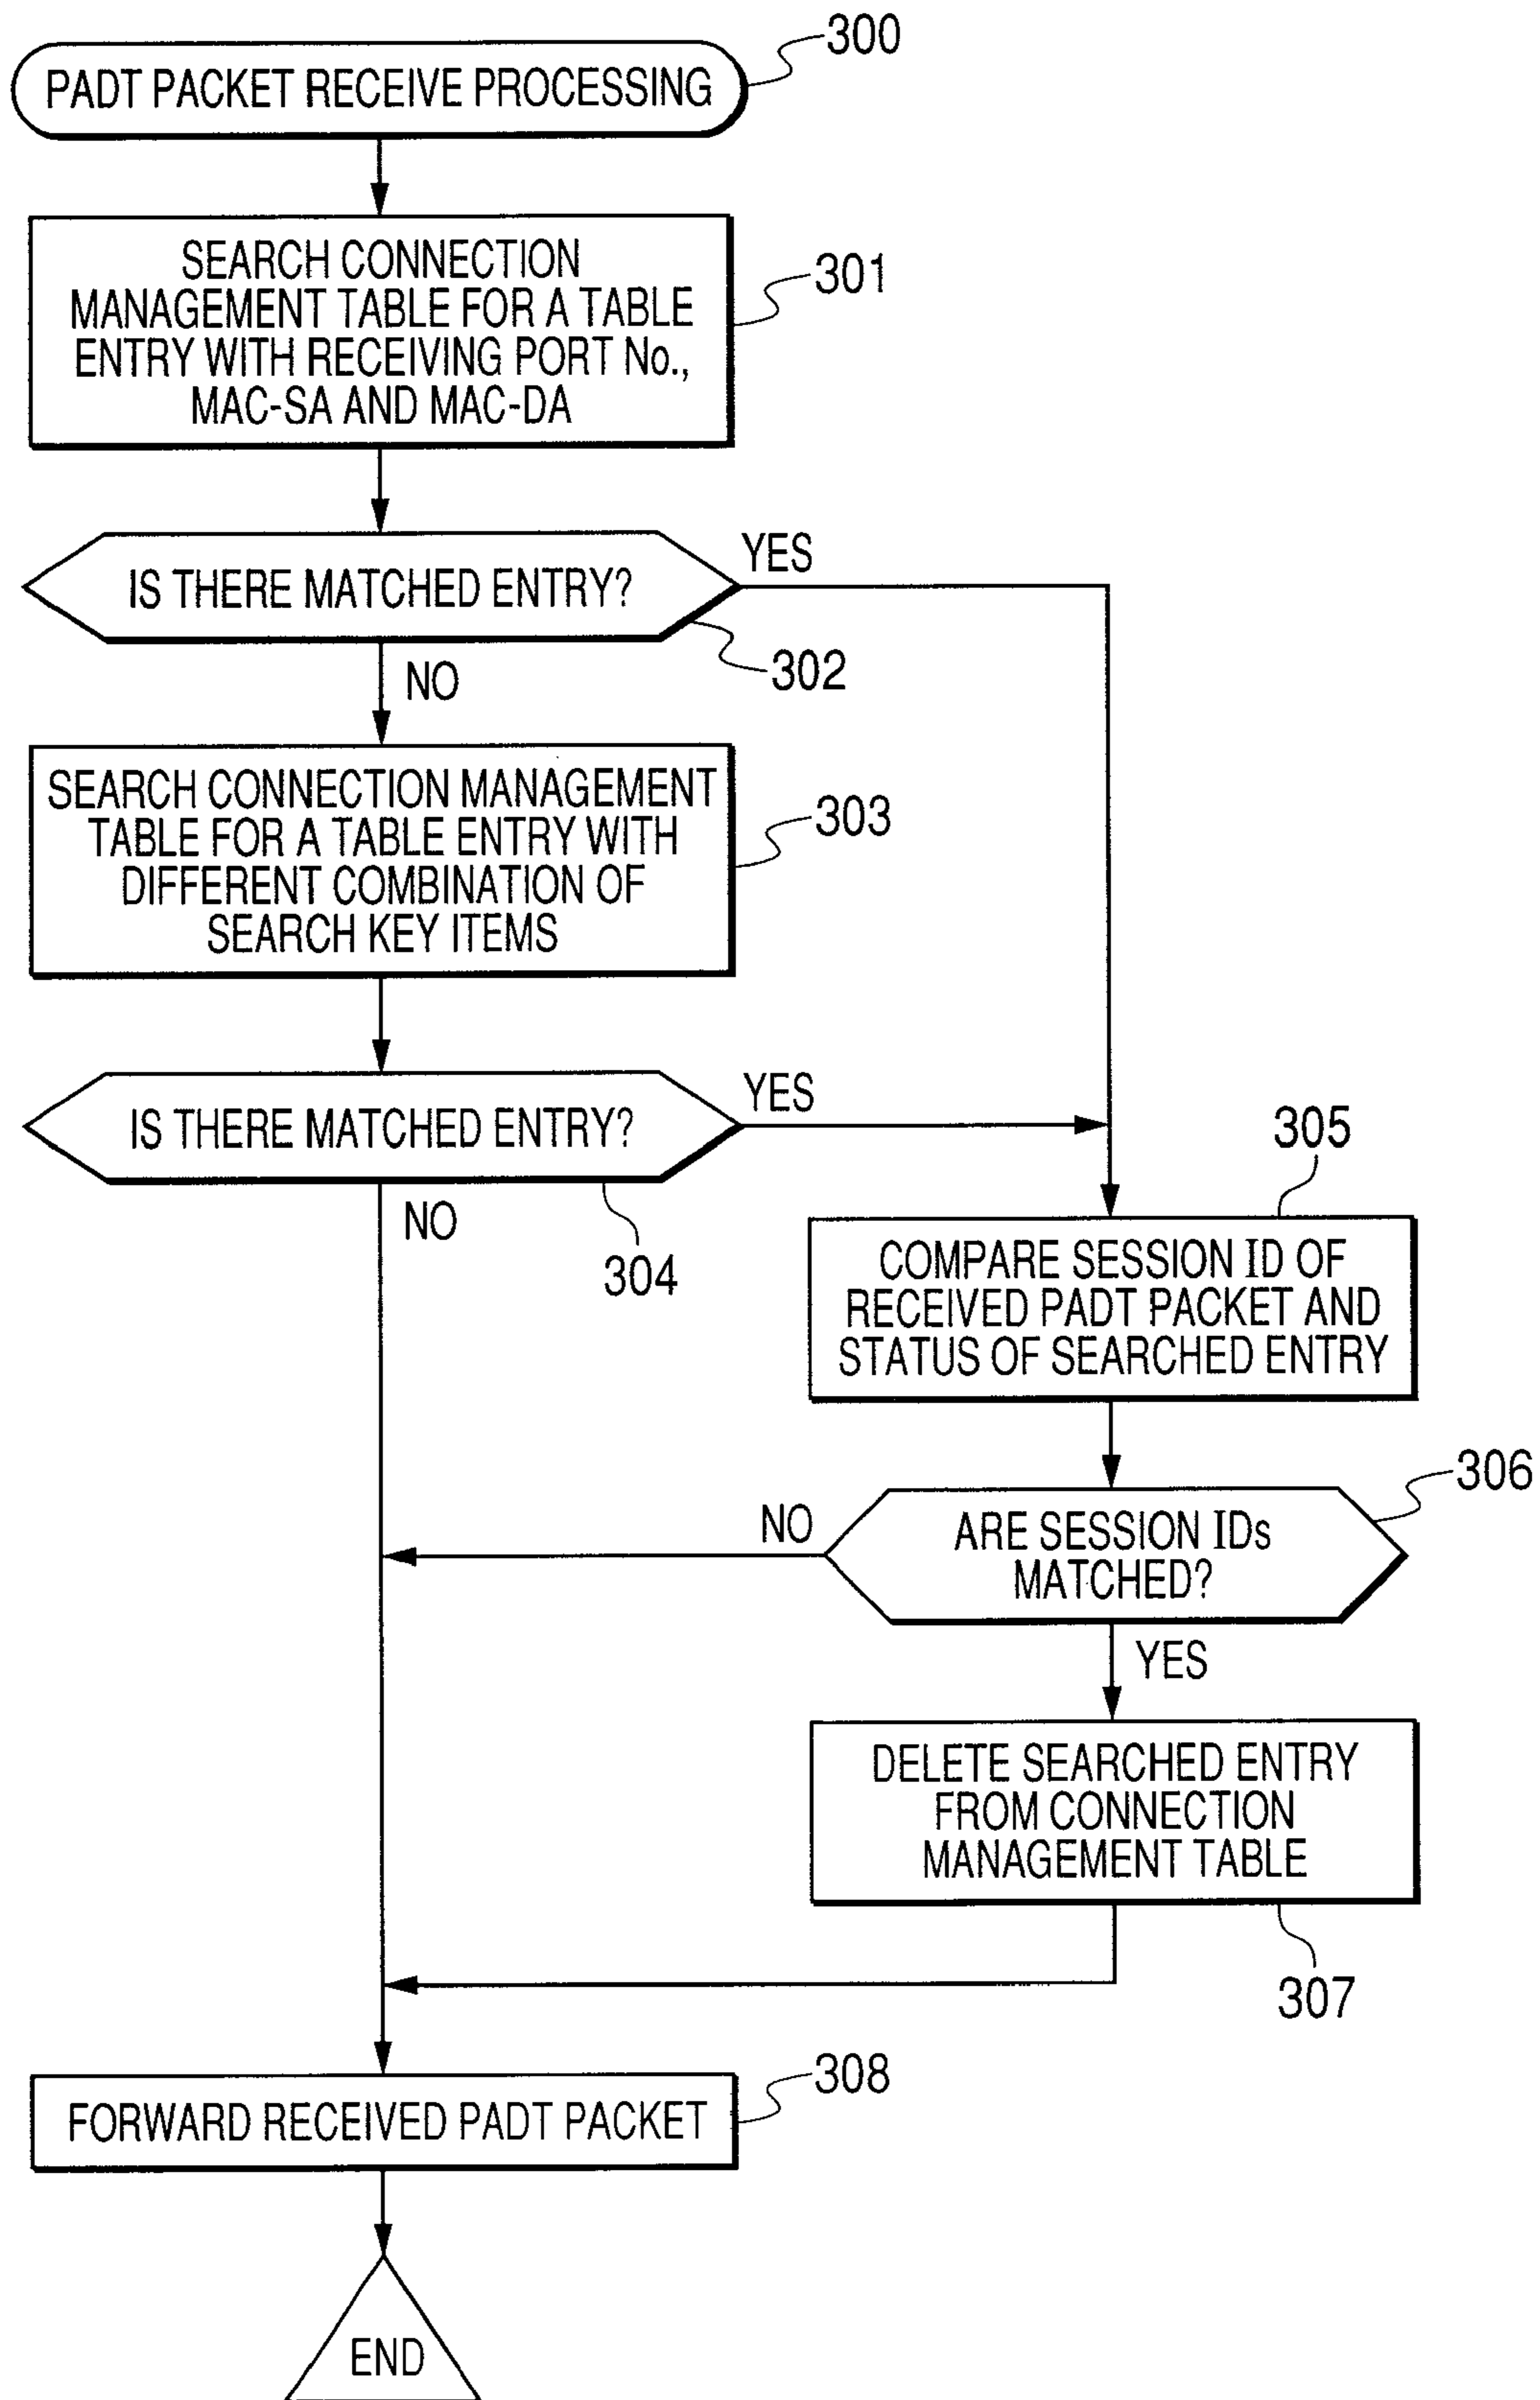 300
PADT PACKET RECEIVE PROCESSING
SEARCH CONNECTION
MANAGEMENT TABLE FOR A TABLE
ENTRY WITH RECEIVING PORT No.,
MAC-SA AND MAC-DA
301
IS THERE MATCHED ENTRY?
YES
302
NO
SEARCH CONNECTION MANAGEMENT
TABLE FOR A TABLE ENTRY WITH
DIFFERENT COMBINATION OF
SEARCH KEY ITEMS
303
IS THERE MATCHED ENTRY?
YES
304
NO
305
COMPARE SESSION ID OF
RECEIVED PADT PACKET AND
STATUS OF SEARCHED ENTRY
306
ARE SESSION IDs
MATCHED?
NO
YES
DELETE SEARCHED ENTRY
FROM CONNECTION
MANAGEMENT TABLE
307
308
FORWARD RECEIVED PADT PACKET
END